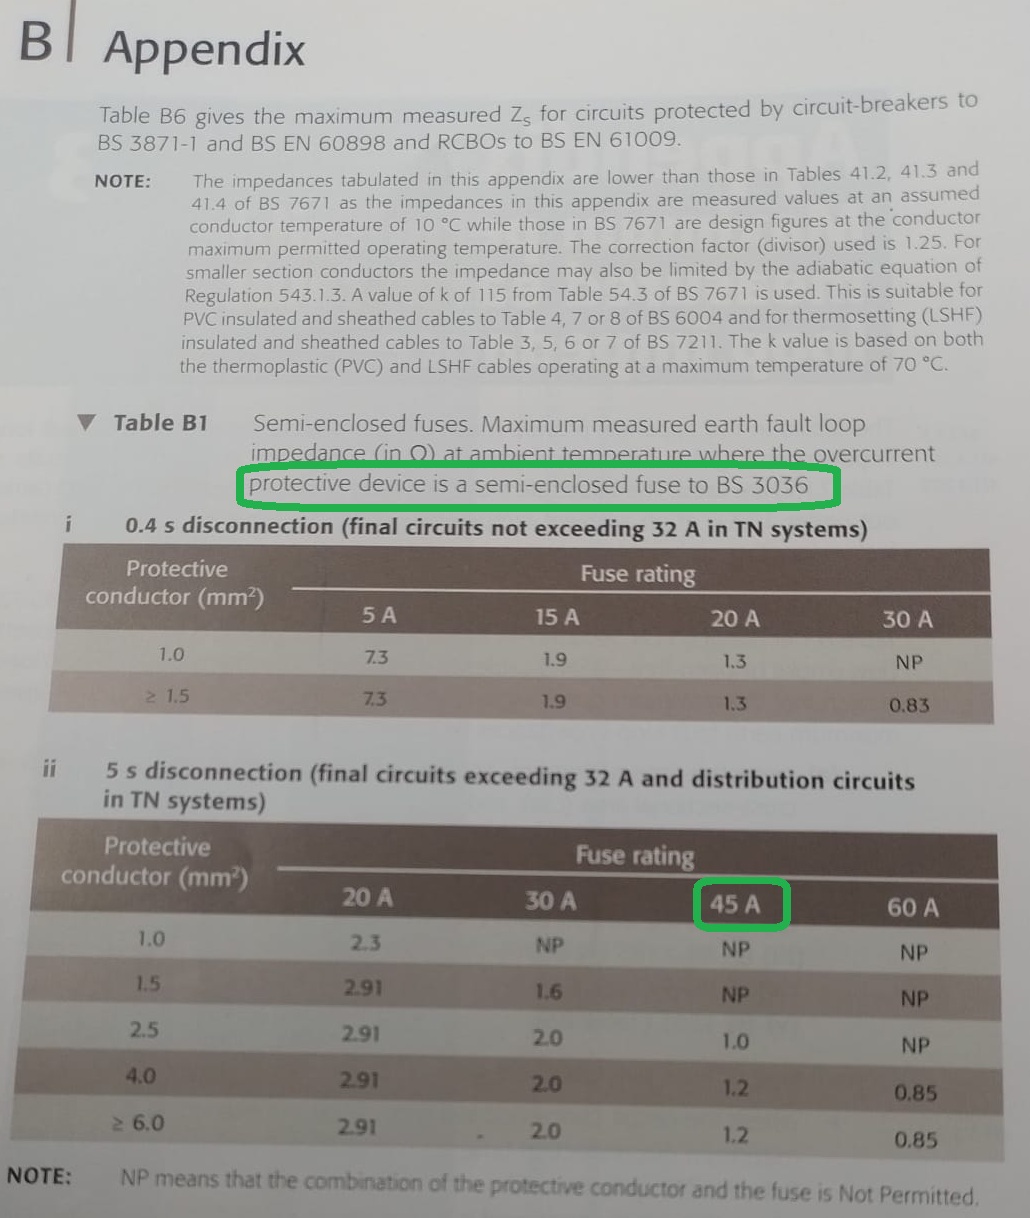 B Appendix
Table B6 gives the maximum measured Zs for circuits protected by circuit-breakers to
BS 3871-1 and BS EN 60898 and RCBOs to BS EN 61009.
NOTE: The impedances tabulated in this appendix are lower than those in Tables 41.2, 41.3 and
41.4 of BS 7671 as the impedances in this appendix are measured values at an assumed
conductor temperature of 10 °C while those in BS 7671 are design figures at the conductor
maximum permitted operating temperature. The correction factor (divisor) used is 1.25. For
smaller section conductors the impedance may also be limited by the adiabatic equation of
Regulation 543.1.3. A value of k of 115 from Table 54.3 of BS 7671 is used. This is suitable for
PVC insulated and sheathed cables to Table 4, 7 or 8 of BS 6004 and for thermosetting (LSHF)
insulated and sheathed cables to Table 3, 5, 6 or 7 of BS 7211. The k value is based on both
the thermoplastic (PVC) and LSHF cables operating at a maximum temperature of 70 °C.
▼ Table B1 Semi-enclosed fuses. Maximum measured earth fault loop
impedance (in Ω) at ambient temperature where the overcurrent
protective device is a semi-enclosed fuse to BS 3036
i 0.4 s disconnection (final circuits not exceeding 32 A in TN systems)
Protective Fuse rating
conductor (mm²)
5 A 15 A 20 A 30 A
1.0 7.3 1.9 1.3 NP
≥ 1.5 7.3 1.9 1.3 0.83
ii 5 s disconnection (final circuits exceeding 32 A and distribution circuits
in TN systems)
Protective Fuse rating
conductor (mm²)
20 A 30 A 45 A 60 A
1.0 2.3 NP NP NP
1.5 2.91 1.6 NP NP
2.5 2.91 2.0 1.0 NP
4.0 2.91 2.0 1.2 0.85
≥ 6.0 2.91 2.0 1.2 0.85
NOTE: NP means that the combination of the protective conductor and the fuse is Not Permitted.